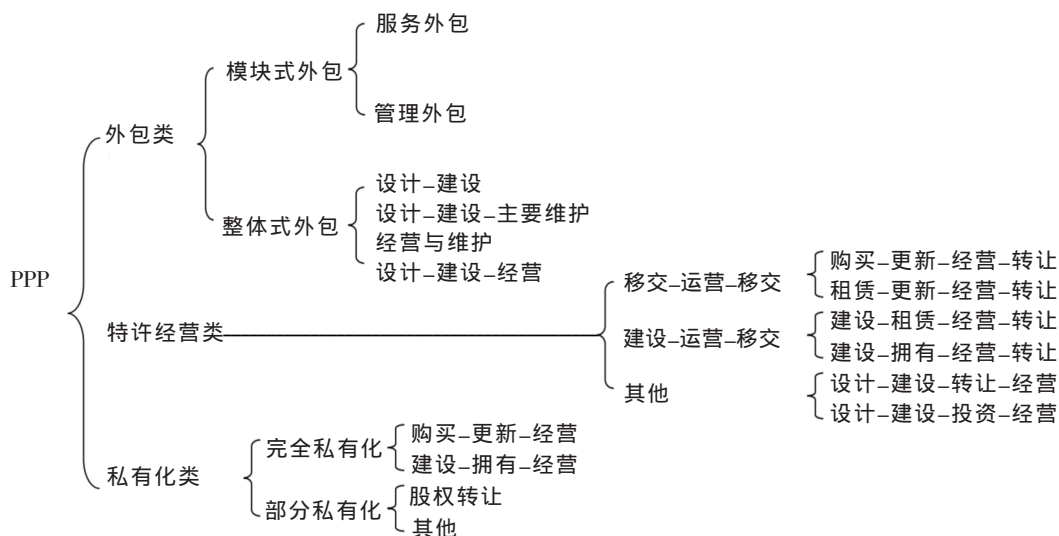 PPP
外包类
模块式外包
服务外包
管理外包
整体式外包
设计–建设
设计–建设–主要维护
经营与维护
设计–建设–经营
特许经营类
移交–运营–移交
购买–更新–经营–转让
租赁–更新–经营–转让
建设–运营–移交
建设–租赁–经营–转让
建设–拥有–经营–转让
其他
设计–建设–转让–经营
设计–建设–投资–经营
私有化类
完全私有化
购买–更新–经营
建设–拥有–经营
部分私有化
股权转让
其他